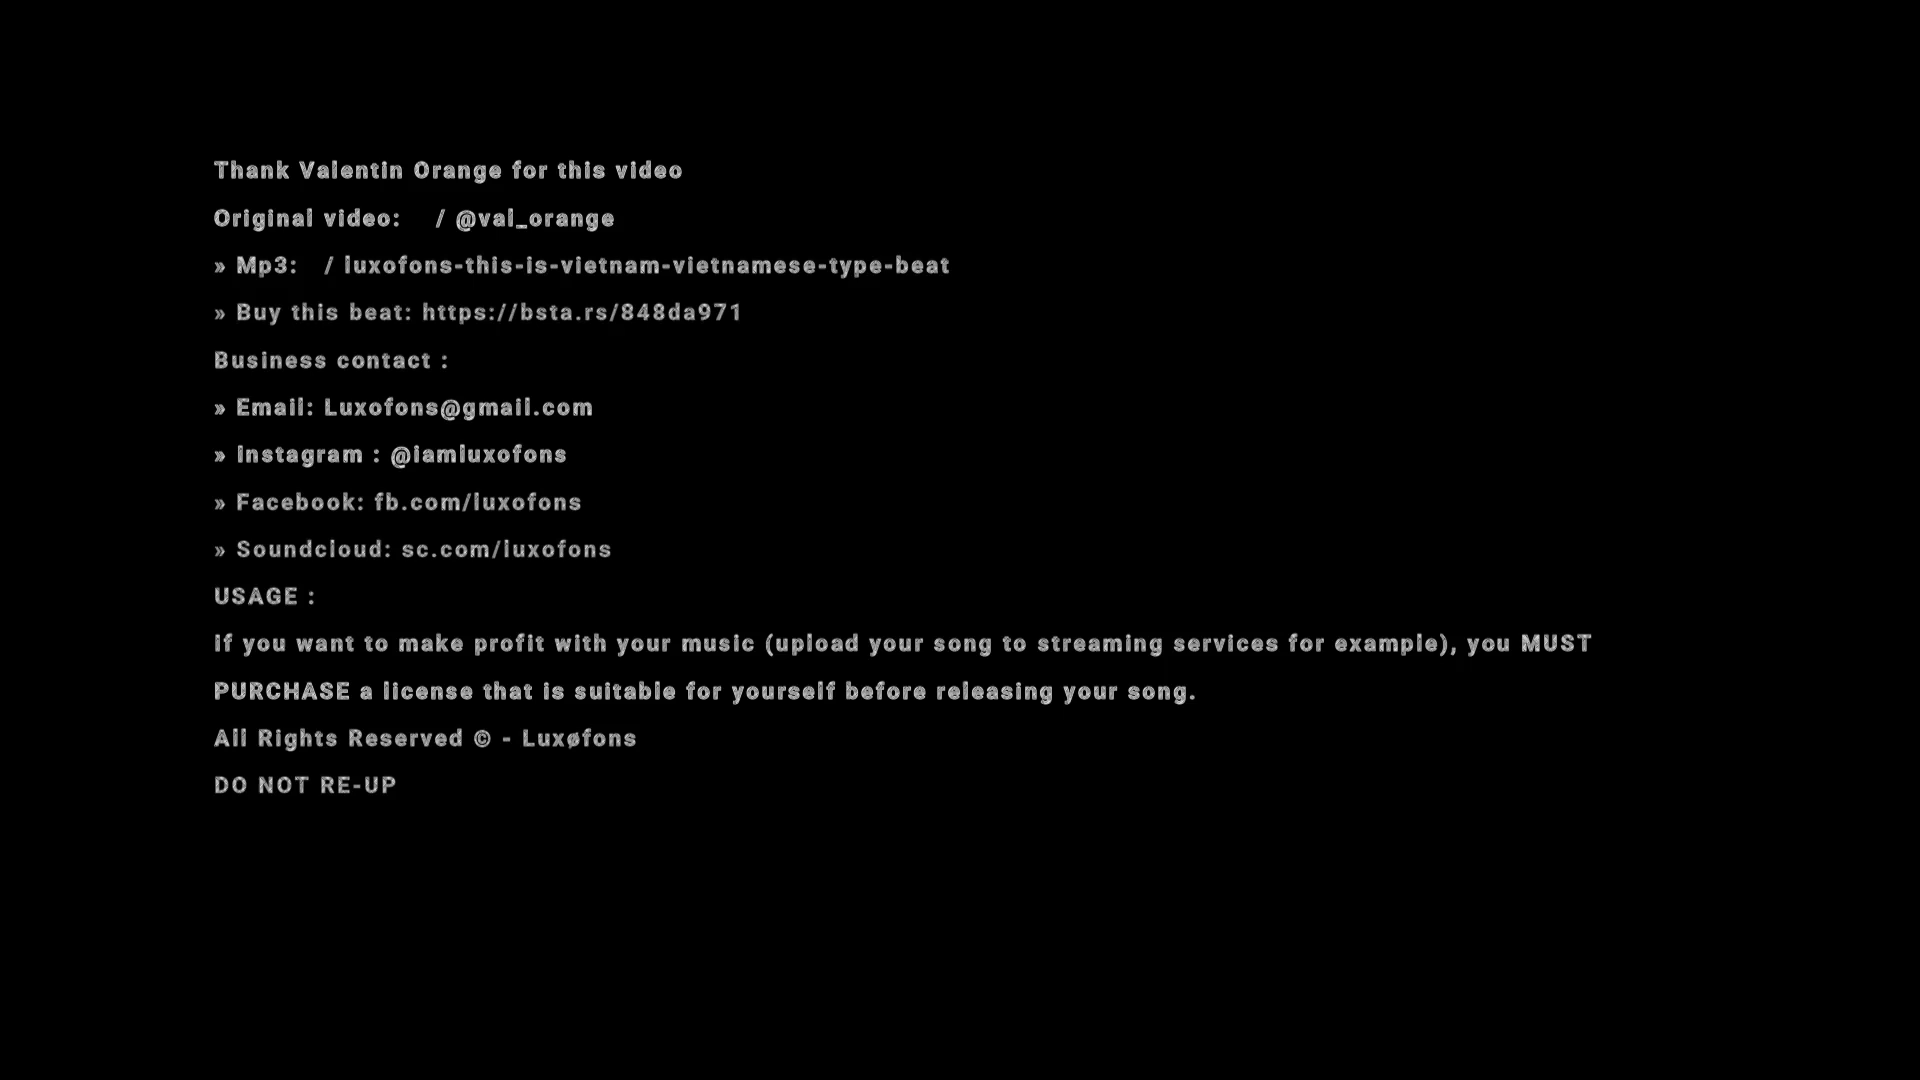 Thank Valentin Orange for this video
Original video: / @val_orange
» Mp3: / luxofons-this-is-vietnam-vietnamese-type-beat
» Buy this beat: https://bsta.rs/848da971
Business contact :
» Email: Luxofons@gmail.com
» Instagram : @iamluxofons
» Facebook: fb.com/luxofons
» Soundcloud: sc.com/luxofons
USAGE :
If you want to make profit with your music (upload your song to streaming services for example), you MUST
PURCHASE a license that is suitable for yourself before releasing your song.
All Rights Reserved © - Luxøfons
DO NOT RE-UP